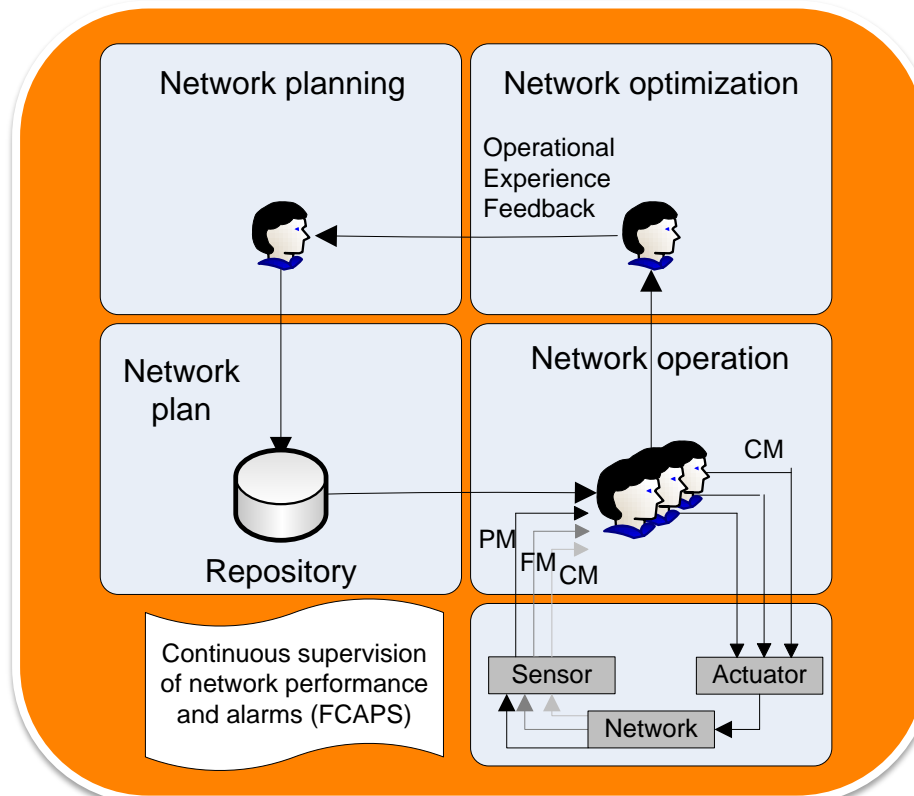 Network planning
Network optimization
Operational
Experience
Feedback
Network
plan
Network operation
CM
PM
FM
CM
Repository
Continuous supervision
of network performance
and alarms (FCAPS)
Sensor
Actuator
Network